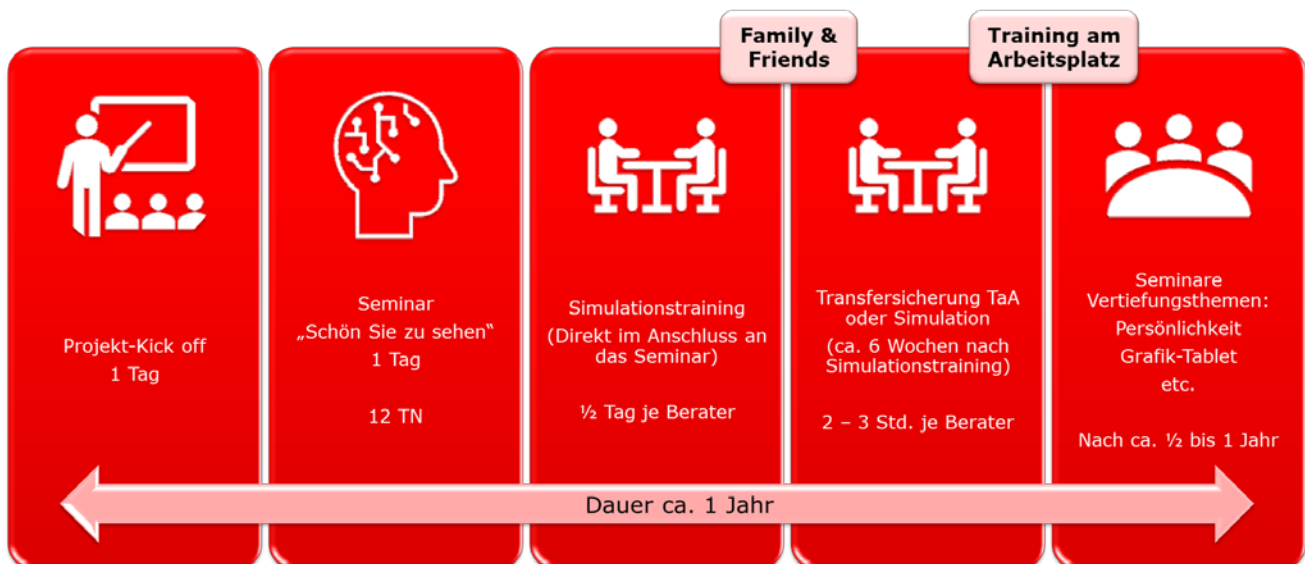 Family &
Friends
Training am
Arbeitsplatz
Projekt-Kick off
1 Tag
Seminar
„Schön Sie zu sehen“
1 Tag
12 TN
Simulationstraining
(Direkt im Anschluss an
das Seminar)
½ Tag je Berater
Transfersicherung TaA
oder Simulation
(ca. 6 Wochen nach
Simulationstraining)
2 – 3 Std. je Berater
Seminare
Vertiefungsthemen:
Persönlichkeit
Grafik-Tablet
etc.
Nach ca. ½ bis 1 Jahr
Dauer ca. 1 Jahr